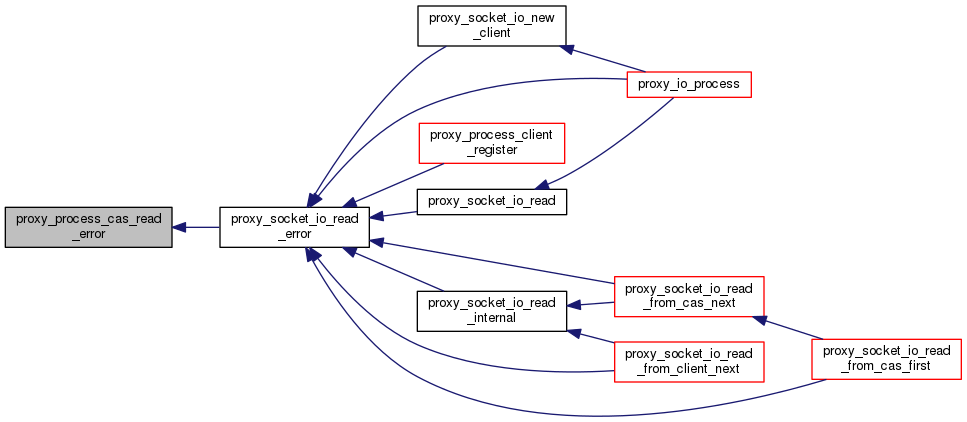 proxy_process_cas_read
_error
proxy_socket_io_read
_error
proxy_socket_io_new
_client
proxy_io_process
proxy_process_client
_register
proxy_socket_io_read
proxy_socket_io_read
_internal
proxy_socket_io_read
_from_cas_next
proxy_socket_io_read
_from_client_next
proxy_socket_io_read
_from_cas_first